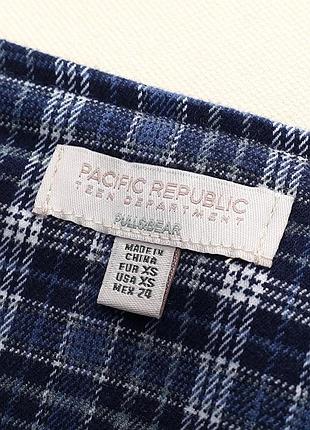 PACIFIC REPUBLIC
TEEN DEPARTMENT
PULL&BEAR
MADE IN
CHINA
EUR XS
USA XS
MEX 24